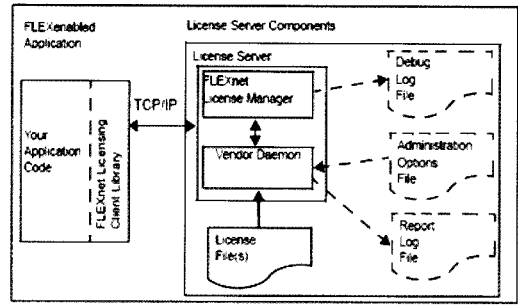 FLEXenabled
Application
License Server Components
License Server
FLEXnet
License Manager
TCP/IP
Your
Application
Code
FLEXnet Licensing
Client Library
Vendor Daemon
License
File(s)
Debug
Log
File
Administration
Options
File
Report
Log
File